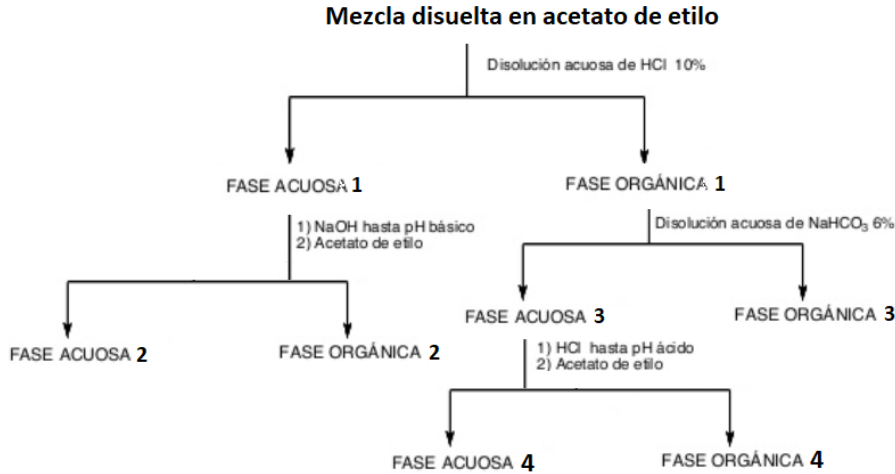 Mezcla disuelta en acetato de etilo
Disolución acuosa de HCl 10%
FASE ACUOSA 1
FASE ORGÁNICA 1
1) NaOH hasta pH básico
2) Acetato de etilo
Disolución acuosa de NaHCO₃ 6%
FASE ACUOSA 2
FASE ORGÁNICA 2
FASE ACUOSA 3
FASE ORGÁNICA 3
1) HCl hasta pH ácido
2) Acetato de etilo
FASE ACUOSA 4
FASE ORGÁNICA 4